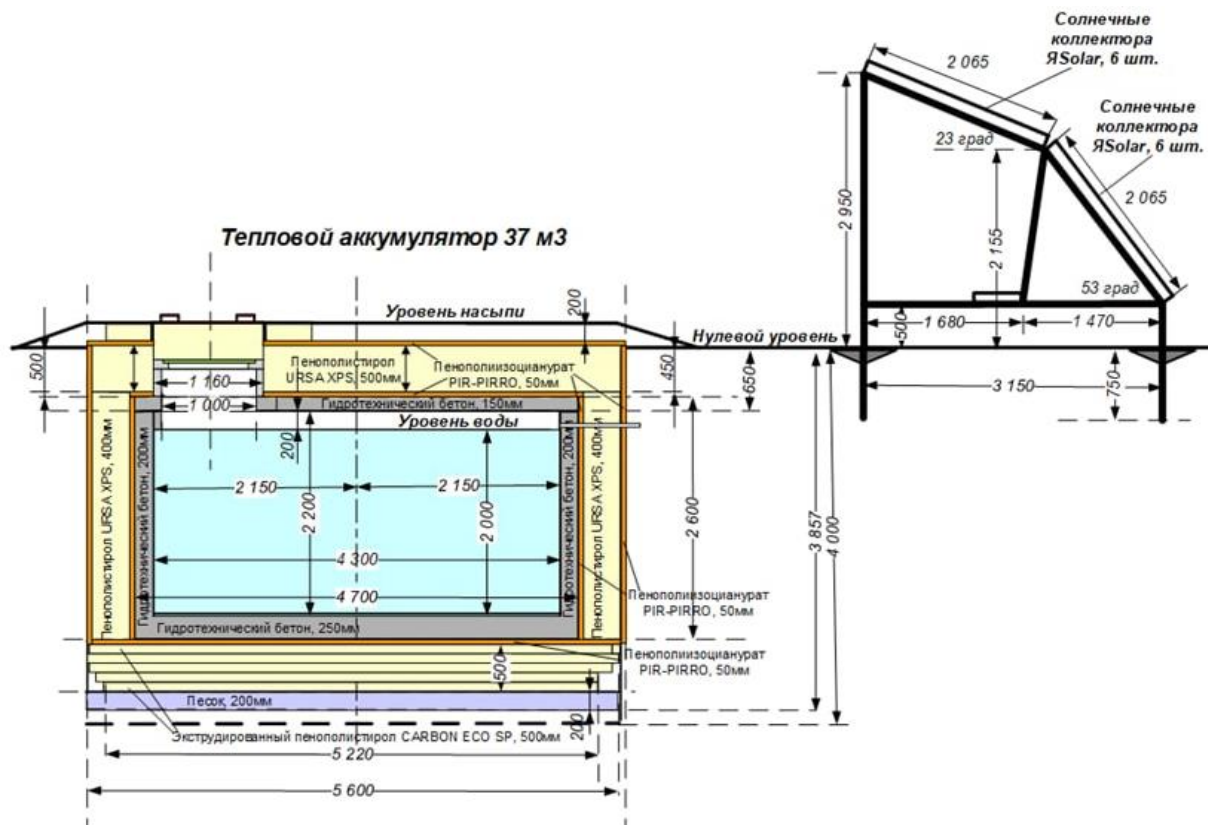 Солнечные
коллектора
ЯSolar, 6 шт.
2 065
Солнечные
коллектора
ЯSolar, 6 шт.
23 град
2 065
2 950
2 155
53 град
500
1 680
1 470
3 150
750
Тепловой аккумулятор 37 м3
200
Уровень насыпи
Нулевой уровень
500
Пенополистирол
URSA XPS, 500мм
Пенополиизоцианурат
PIR-PIRRO, 50мм
450
650
1 160
1 000
Гидротехнический бетон, 150мм
Уровень воды
200
Пенополистирол URSA XPS, 400мм
Гидротехнический бетон, 200мм
2 150
2 150
2 200
2 000
4 300
4 700
Гидротехнический бетон, 200мм
Пенополистирол URSA XPS, 400мм
2 600
3 857
4 000
Пенополиизоцианурат
PIR-PIRRO, 50мм
Гидротехнический бетон, 250мм
Пенополиизоцианурат
PIR-PIRRO, 50мм
500
Песок, 200мм
200
Экструдированный пенополистирол CARBON ECO SP, 500мм
5 220
5 600